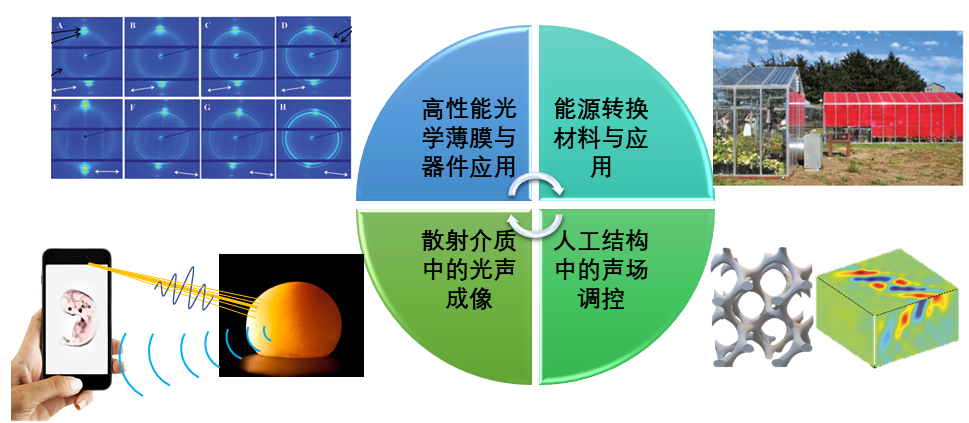 A B C D
E F G H
高性能光
学薄膜与
器件应用
能源转换
材料与应
用
散射介质
中的光声
成像
人工结构
中的声场
调控